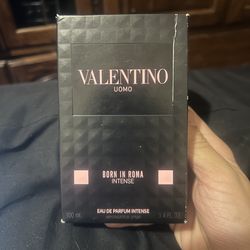 VALENTINO
UOMO
BORN IN ROMA
INTENSE
EAU DE PARFUM INTENSE
100 ml